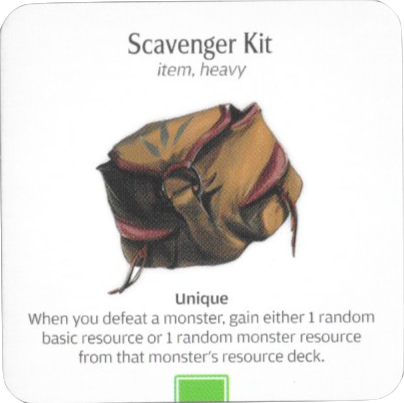 Scavenger Kit
item, heavy
Unique
When you defeat a monster, gain either 1 random
basic resource or 1 random monster resource
from that monster's resource deck.